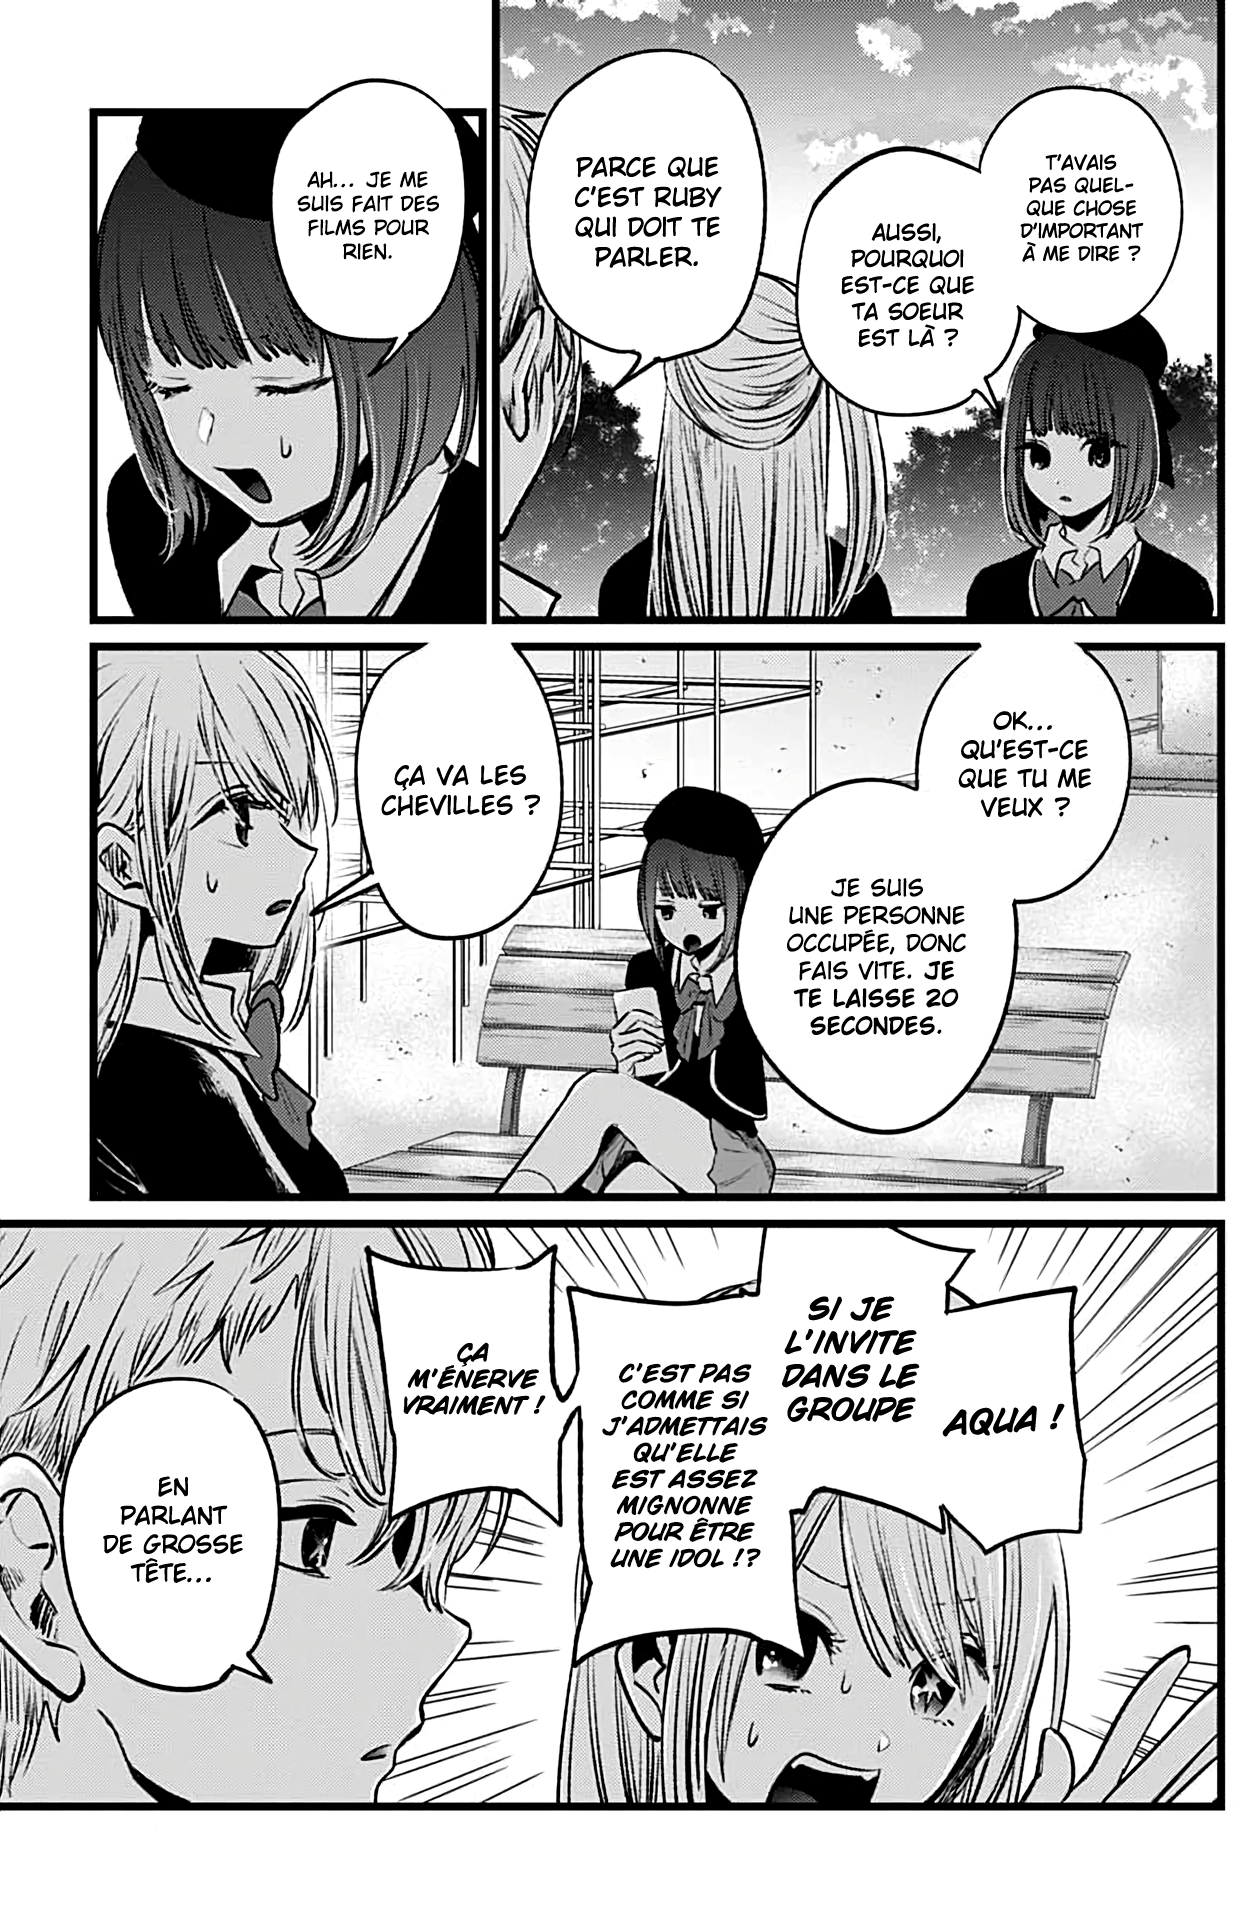 T'AVAIS
PAS QUEL-
QUE CHOSE
D'IMPORTANT
À ME DIRE ?
AUSSI,
POURQUOI
EST-CE QUE
TA SOEUR
EST LÀ ?
PARCE QUE
C'EST RUBY
QUI DOIT TE
PARLER.
AH... JE ME
SUIS FAIT DES
FILMS POUR
RIEN.
OK...
QU'EST-CE
QUE TU ME
VEUX ?
JE SUIS
UNE PERSONNE
OCCUPÉE, DONC
FAIS VITE. JE
TE LAISSE 20
SECONDES.
ÇA VA LES
CHEVILLES ?
AQUA !
SI JE
L'INVITE
DANS LE
GROUPE
C'EST PAS
COMME SI
J'ADMETTAIS
QU'ELLE
EST ASSEZ
MIGNONNE
POUR ÊTRE
UNE IDOL !?
ÇA
M'ÉNERVE
VRAIMENT !
EN
PARLANT
DE GROSSE
TÊTE...